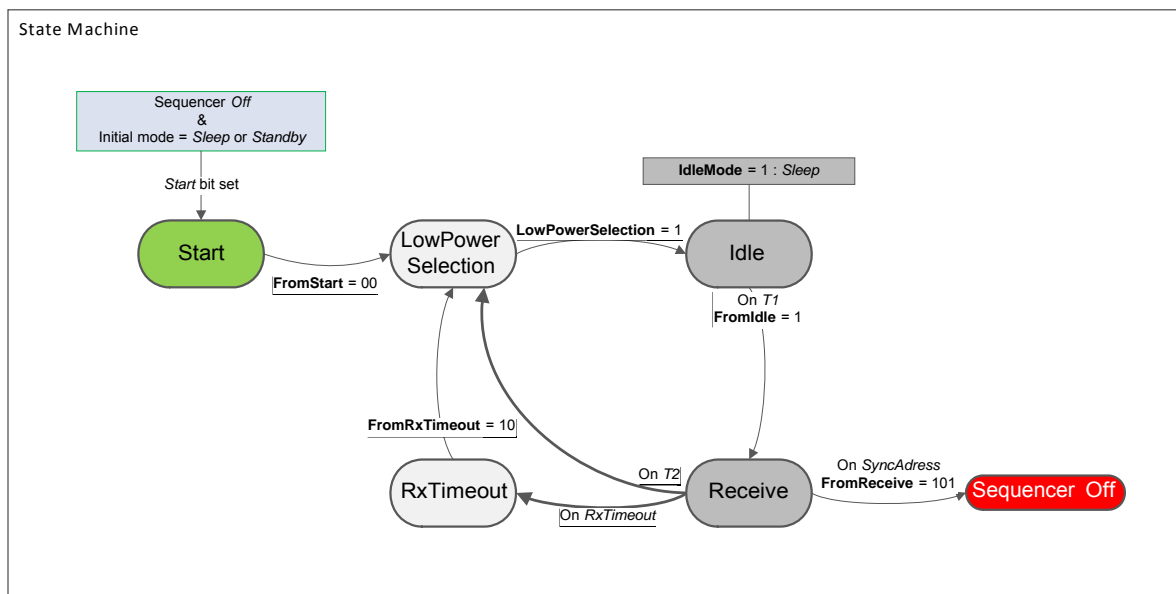 State Machine
Sequencer Off
&
Initial mode = Sleep or Standby
Start bit set
IdleMode = 1 : Sleep
Start
FromStart = 00
LowPower
Selection
LowPowerSelection = 1
Idle
On T1
FromIdle = 1
FromRxTimeout = 10
RxTimeout
On T2
On RxTimeout
Receive
On SyncAdress
FromReceive = 101
Sequencer Off